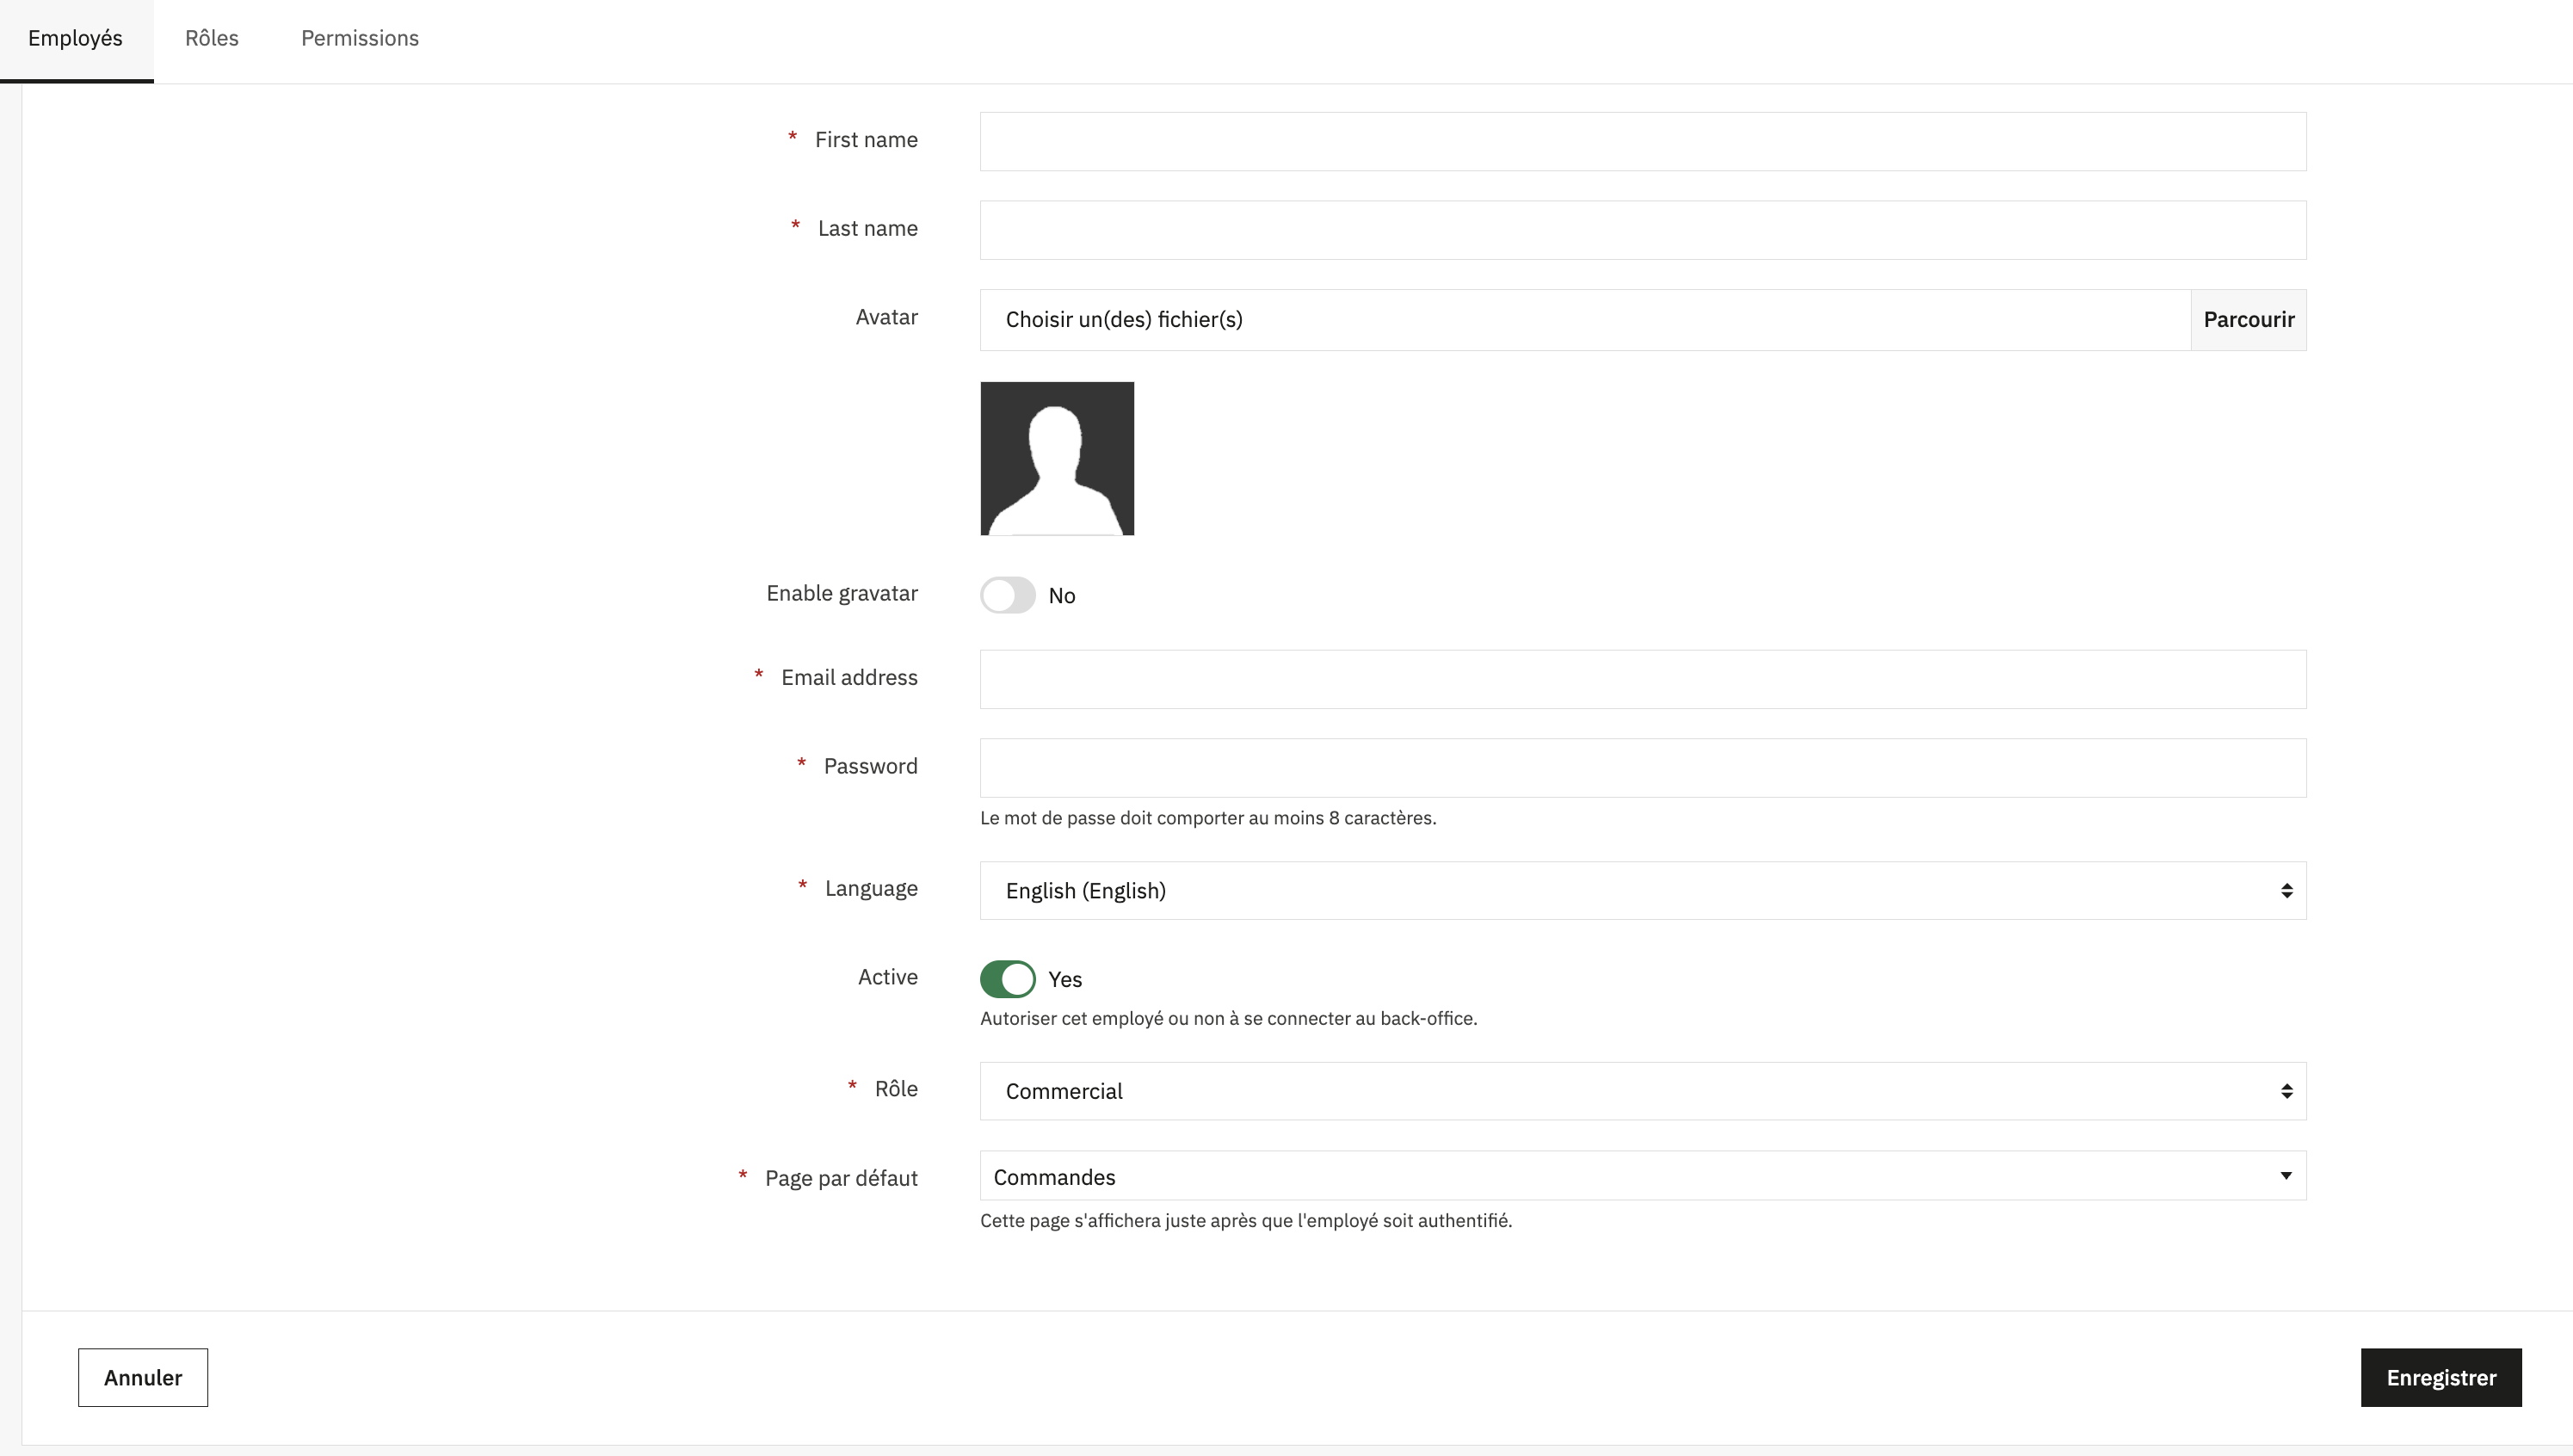 Employés Rôles Permissions
* First name
* Last name
Avatar Choisir un(des) fichier(s) Parcourir
Enable gravatar No
* Email address
* Password
Le mot de passe doit comporter au moins 8 caractères.
* Language English (English)
Active Yes
Autoriser cet employé ou non à se connecter au back-office.
* Rôle Commercial
* Page par défaut Commandes
Cette page s'affichera juste après que l'employé soit authentifié.
Annuler Enregistrer